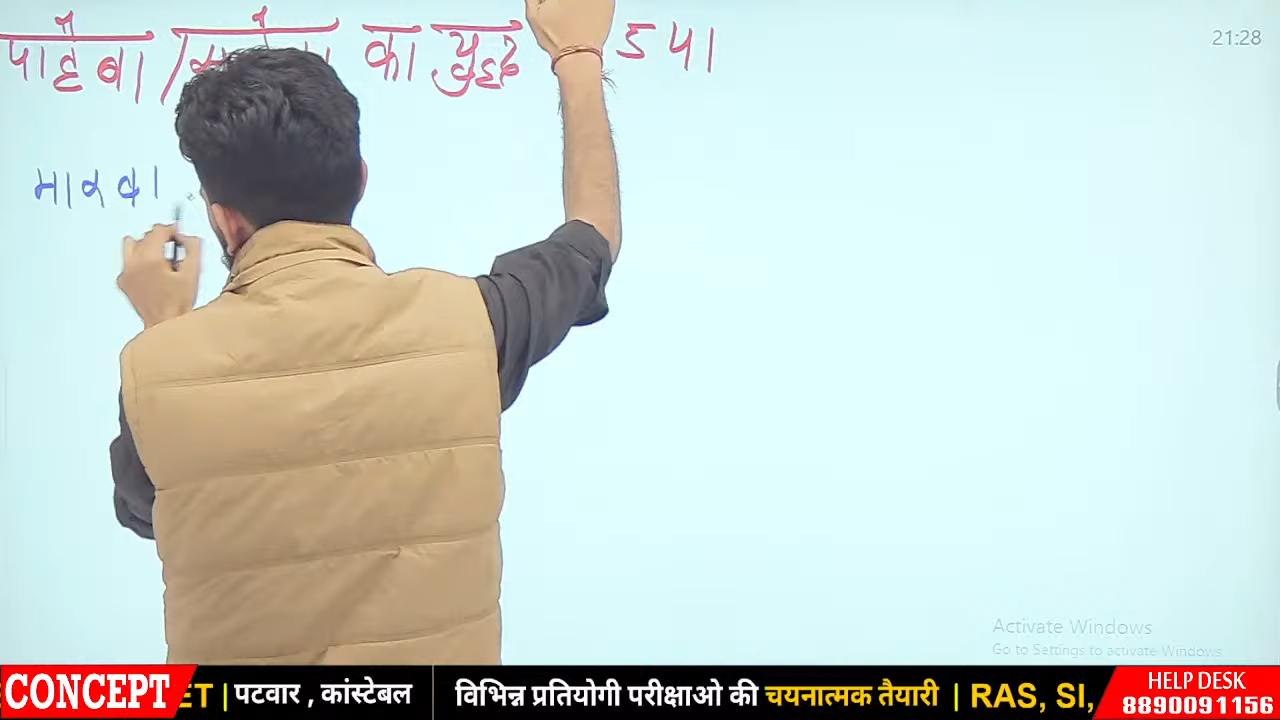 का युद्ध
21:28
मारवा
Activate Windows
Go to Settings to activate Windows.
CONCEPT ET | पटवार , कांस्टेबल | विभिन्न प्रतियोगी परीक्षाओ की चयनात्मक तैयारी | RAS, SI,
HELP DESK
8890091156